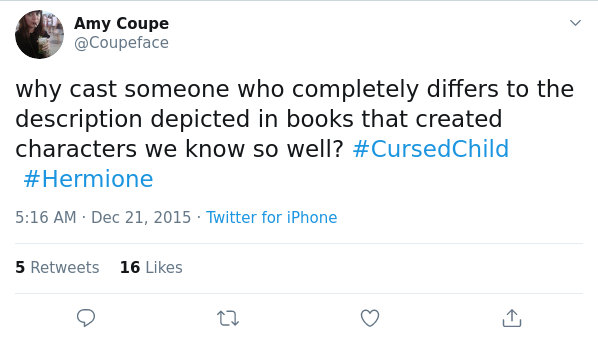 Amy Coupe
@Coupeface
why cast someone who completely differs to the
description depicted in books that created
characters we know so well? #CursedChild
#Hermione
5:16 AM · Dec 21, 2015 · Twitter for iPhone
5 Retweets 16 Likes